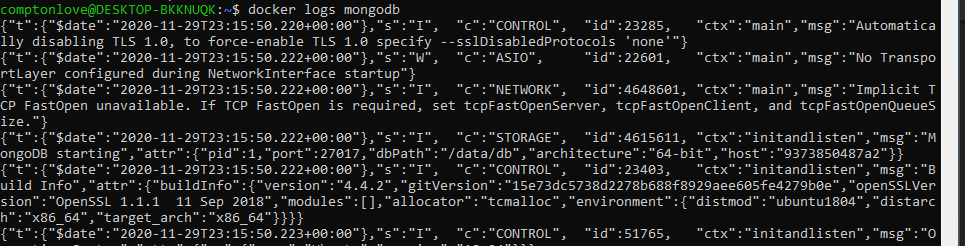 comptonlove@DESKTOP-BKKNUQK:~$ docker logs mongodb
{"t":{"$date":"2020-11-29T23:15:50.220+00:00"},"s":"I",  "c":"CONTROL",  "id":23285,   "ctx":"main","msg":"Automatica
lly disabling TLS 1.0, to force-enable TLS 1.0 specify --sslDisabledProtocols 'none'"}
{"t":{"$date":"2020-11-29T23:15:50.222+00:00"},"s":"W",  "c":"ASIO",     "id":22601,   "ctx":"main","msg":"No Transpo
rtLayer configured during NetworkInterface startup"}
{"t":{"$date":"2020-11-29T23:15:50.222+00:00"},"s":"I",  "c":"NETWORK",  "id":4648601, "ctx":"main","msg":"Implicit T
CP FastOpen unavailable. If TCP FastOpen is required, set tcpFastOpenServer, tcpFastOpenClient, and tcpFastOpenQueueS
ize."}
{"t":{"$date":"2020-11-29T23:15:50.222+00:00"},"s":"I",  "c":"STORAGE",  "id":4615611, "ctx":"initandlisten","msg":"M
ongoDB starting","attr":{"pid":1,"port":27017,"dbPath":"/data/db","architecture":"64-bit","host":"9373850487a2"}}
{"t":{"$date":"2020-11-29T23:15:50.222+00:00"},"s":"I",  "c":"CONTROL",  "id":23403,   "ctx":"initandlisten","msg":"B
uild Info","attr":{"buildInfo":{"version":"4.4.2","gitVersion":"15e73dc5738d2278b688f8929aee605fe4279b0e","openSSLVer
sion":"OpenSSL 1.1.1  11 Sep 2018","modules":[],"allocator":"tcmalloc","environment":{"distmod":"ubuntu1804","distarc
h":"x86_64","target_arch":"x86_64"}}}}
{"t":{"$date":"2020-11-29T23:15:50.223+00:00"},"s":"I",  "c":"CONTROL",  "id":51765,   "ctx":"initandlisten","msg":"O